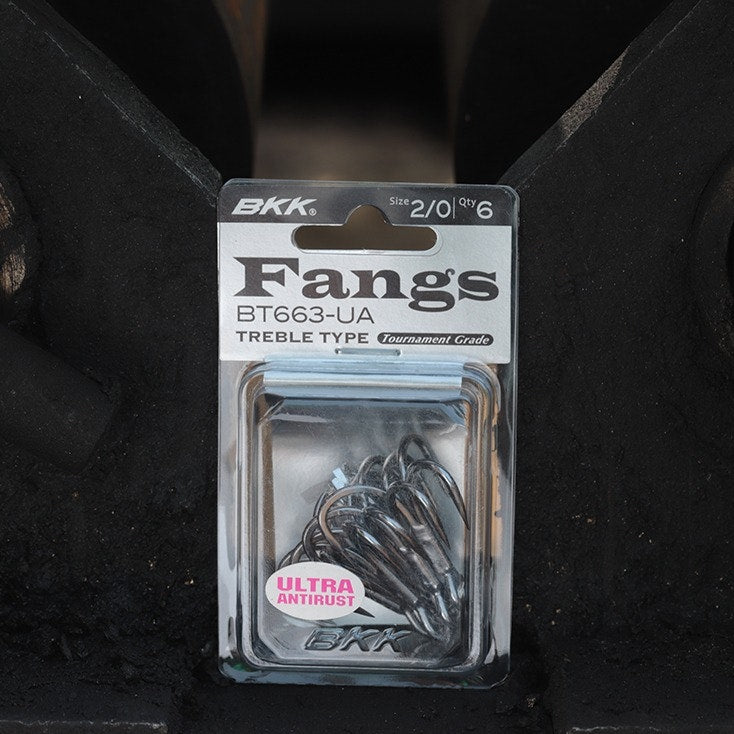 BKK® Size 2/0 Qty 6
Fangs
BT663-UA
TREBLE TYPE Tournament Grade
ULTRA
ANTIRUST
BKK